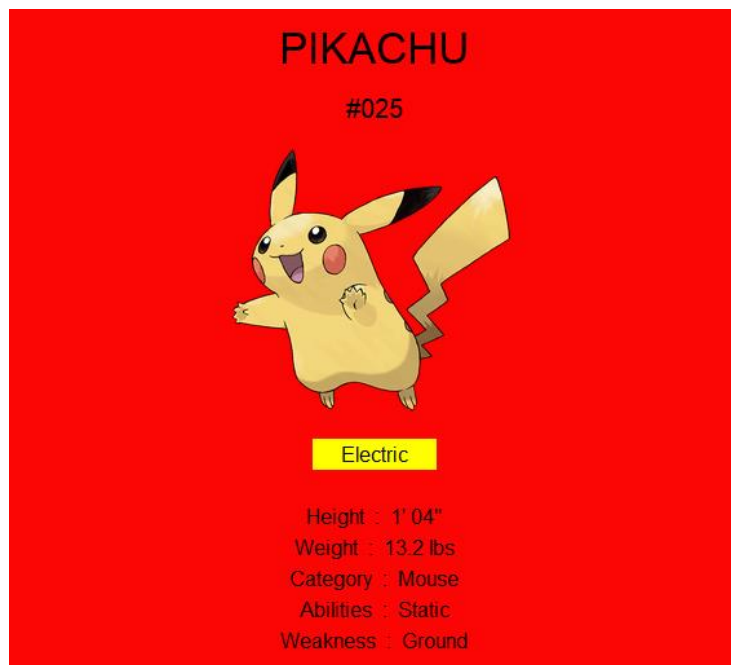 PIKACHU
#025
Electric
Height : 1' 04"
Weight : 13.2 lbs
Category : Mouse
Abilities : Static
Weakness : Ground